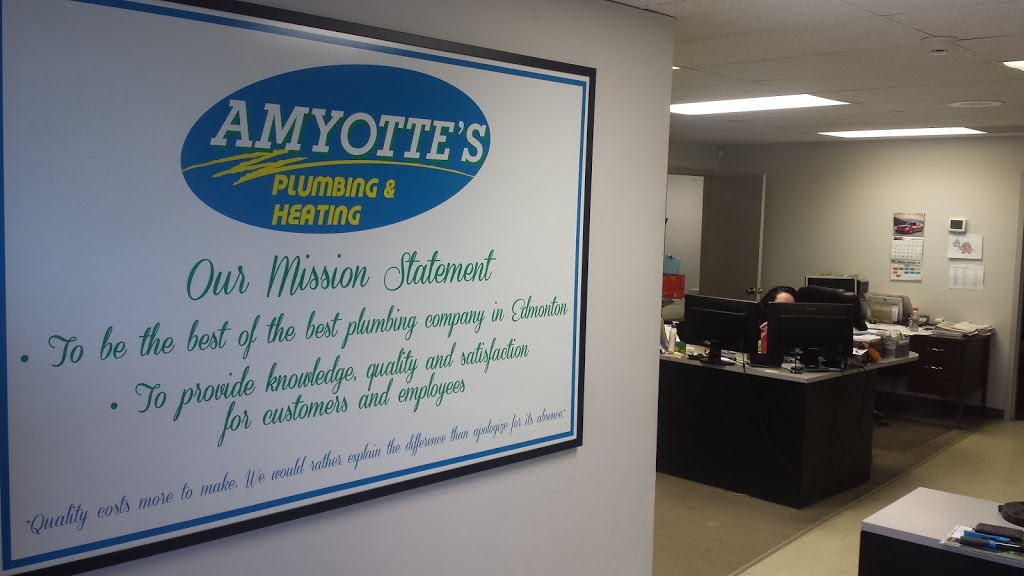 AMYOTTE'S
PLUMBING &
HEATING
Our Mission Statement
• To be the best of the best plumbing company in Edmonton
• To provide knowledge, quality and satisfaction
for customers and employees
"Quality costs more to make. We would rather explain the difference than apologize for its absence."